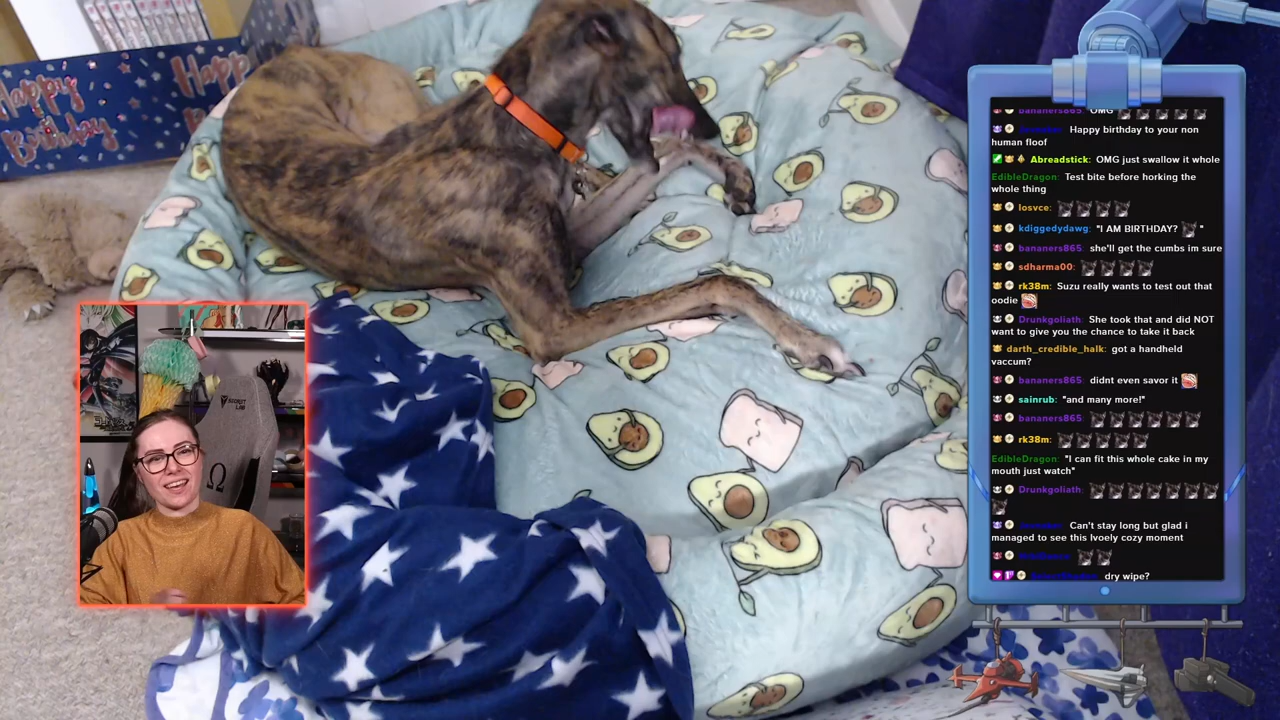 Happy
Birthday
Happy
bananers865: OMG
Happy birthday to your non
human floof
Abreadstick: OMG just swallow it whole
EdibleDragon: Test bite before horking the
whole thing
losvce:
kdiggedydawg: "I AM BIRTHDAY? "
bananers865: she'll get the cumbs im sure
sdharma00:
rk38m: Suzu really wants to test out that
oodie
Drunkgoliath: She took that and did NOT
want to give you the chance to take it back
darth_credible_halk: got a handheld
vaccum?
bananers865: didnt even savor it
sainrub: "and many more!"
bananers865:
rk38m:
EdibleDragon: "I can fit this whole cake in my
mouth just watch"
Drunkgoliath:
Can't stay long but glad i
managed to see this lvoely cozy moment
dry wipe?
SECRET
LAB
Ω